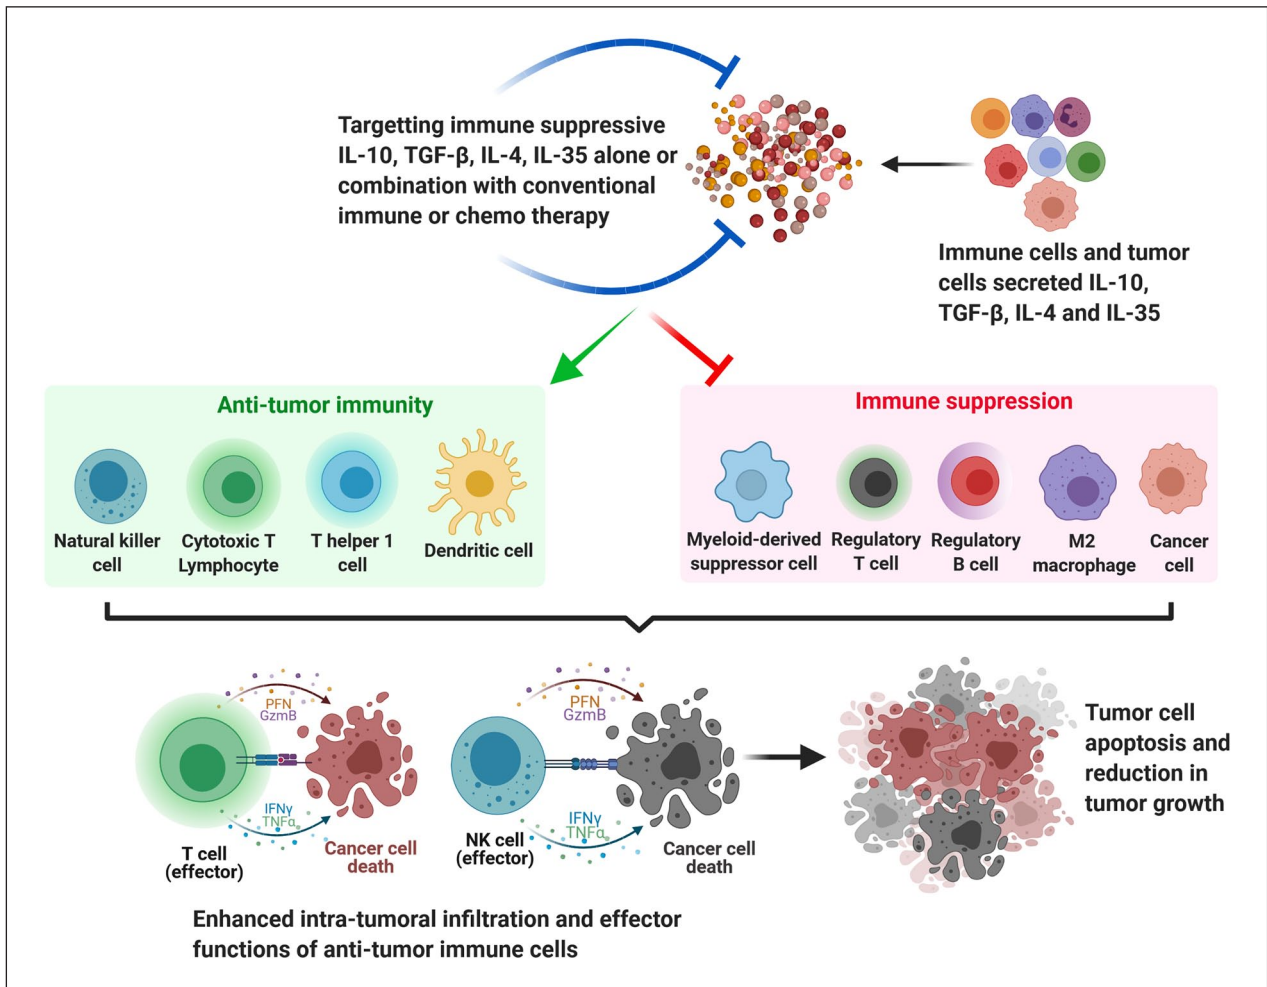 Targetting immune suppressive
IL-10, TGF-β, IL-4, IL-35 alone or
combination with conventional
immune or chemo therapy
Immune cells and tumor
cells secreted IL-10,
TGF-β, IL-4 and IL-35
Anti-tumor immunity
Natural killer
cell
Cytotoxic T
Lymphocyte
T helper 1
cell
Dendritic cell
Immune suppression
Myeloid-derived
suppressor cell
Regulatory
T cell
Regulatory
B cell
M2
macrophage
Cancer
cell
PFN
GzmB
IFNγ
TNFα
T cell
(effector)
Cancer cell
death
PFN
GzmB
IFNγ
TNFα
NK cell
(effector)
Cancer cell
death
Tumor cell
apoptosis and
reduction in
tumor growth
Enhanced intra-tumoral infiltration and effector
functions of anti-tumor immune cells